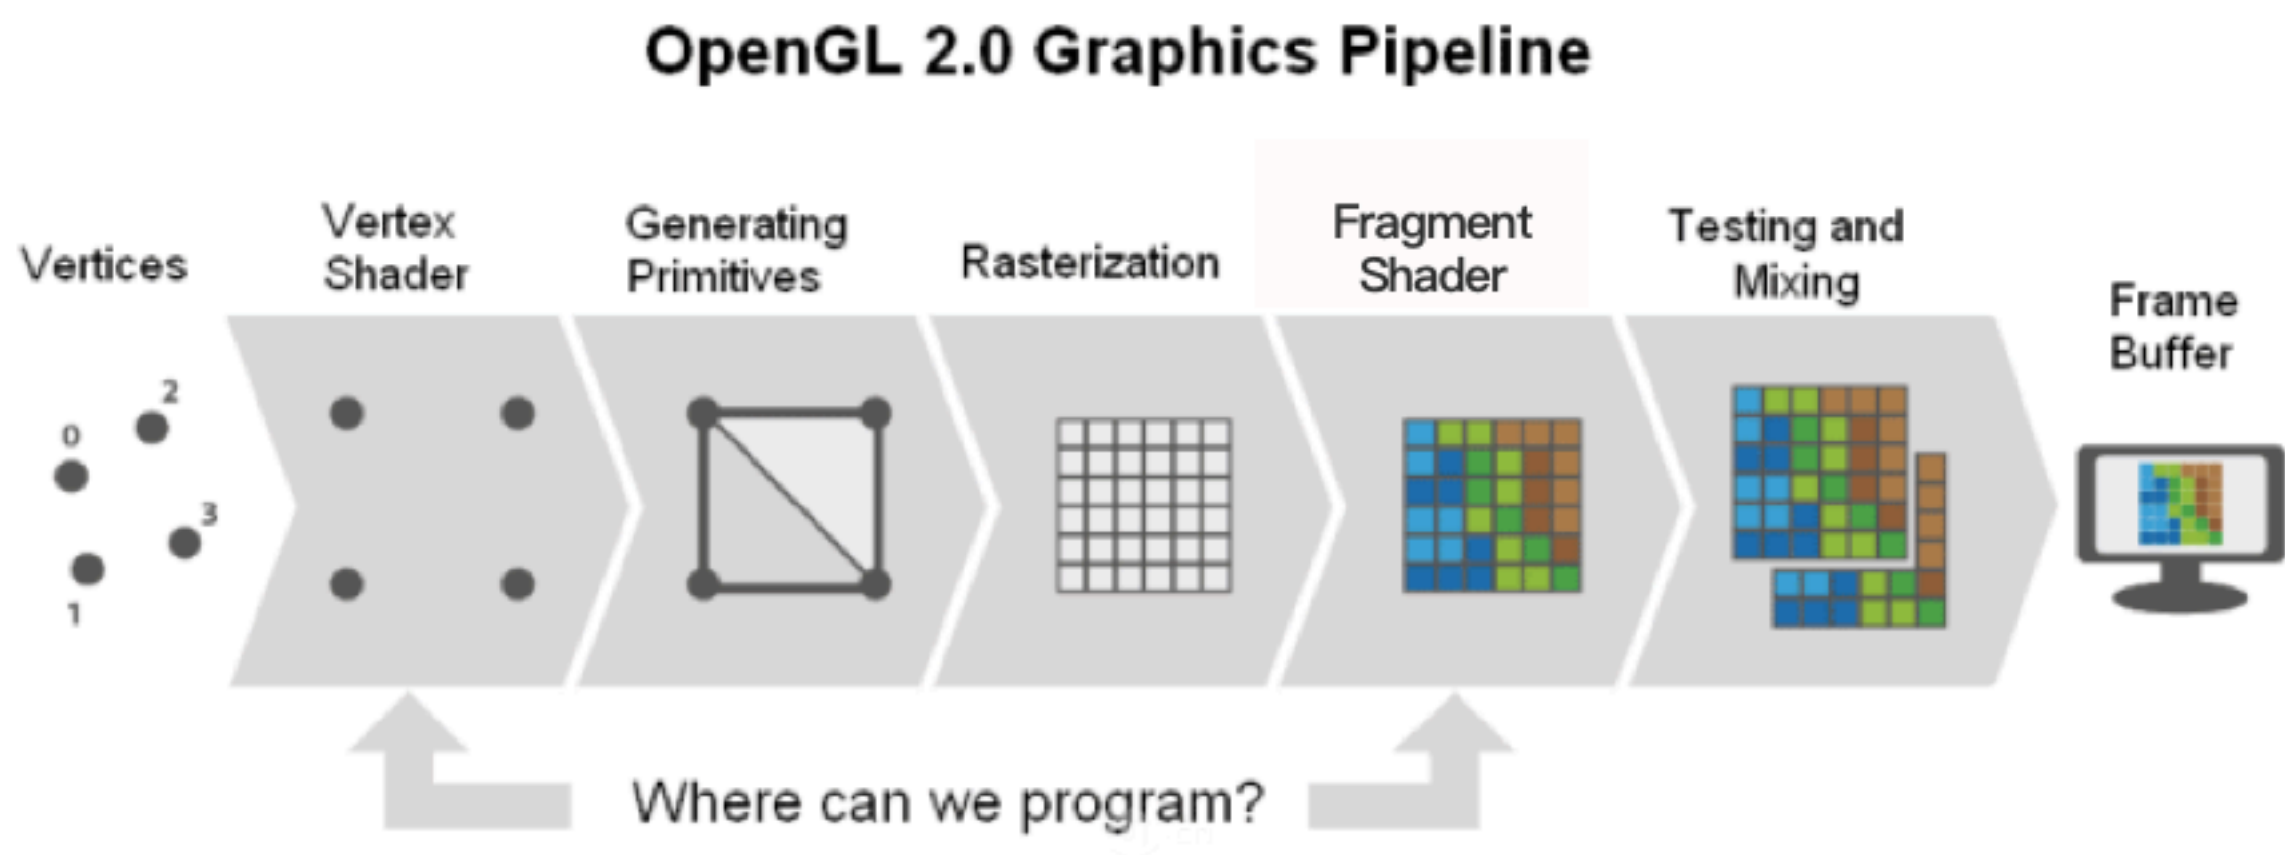 OpenGL 2.0 Graphics Pipeline
Vertices
Vertex
Shader
Generating
Primitives
Rasterization
Fragment
Shader
Testing and
Mixing
Frame
Buffer
0
2
3
1
Where can we program?